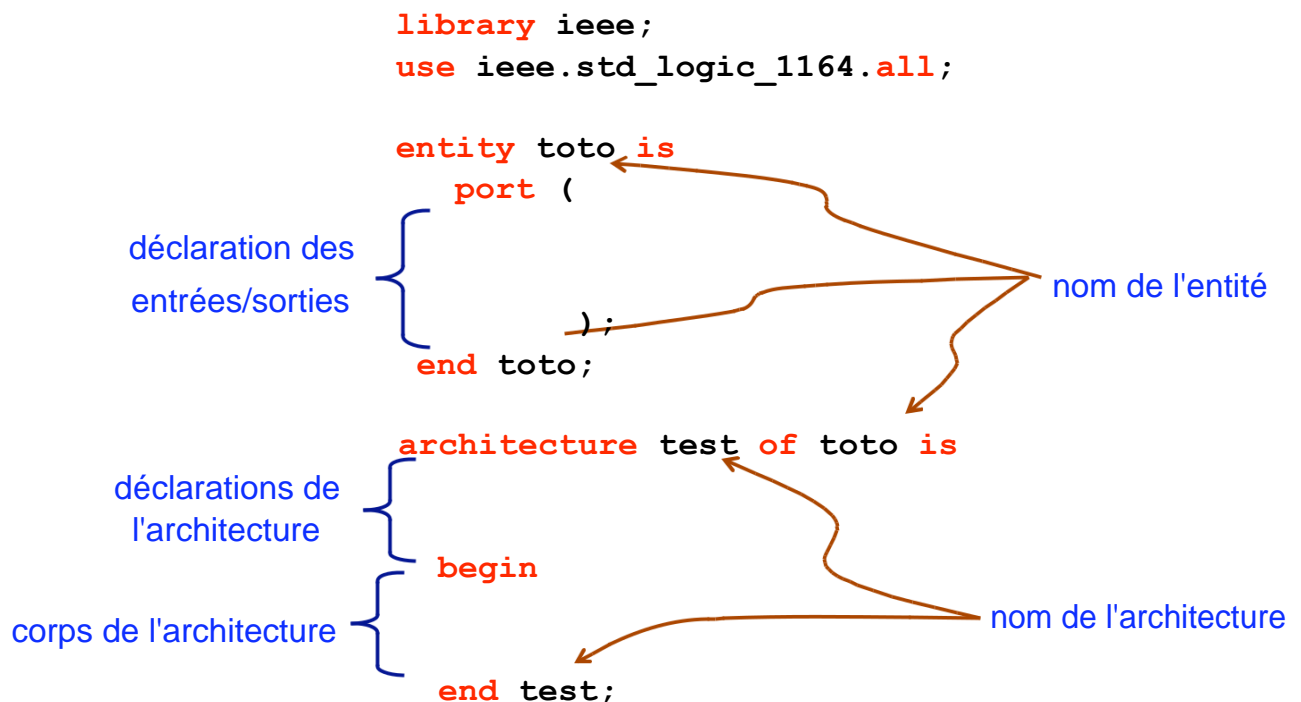 library ieee;
use ieee.std_logic_1164.all;
entity toto is
port (
déclaration des
entrées/sorties
nom de l'entité
);
end toto;
architecture test of toto is
déclarations de
l'architecture
begin
corps de l'architecture
nom de l'architecture
end test;